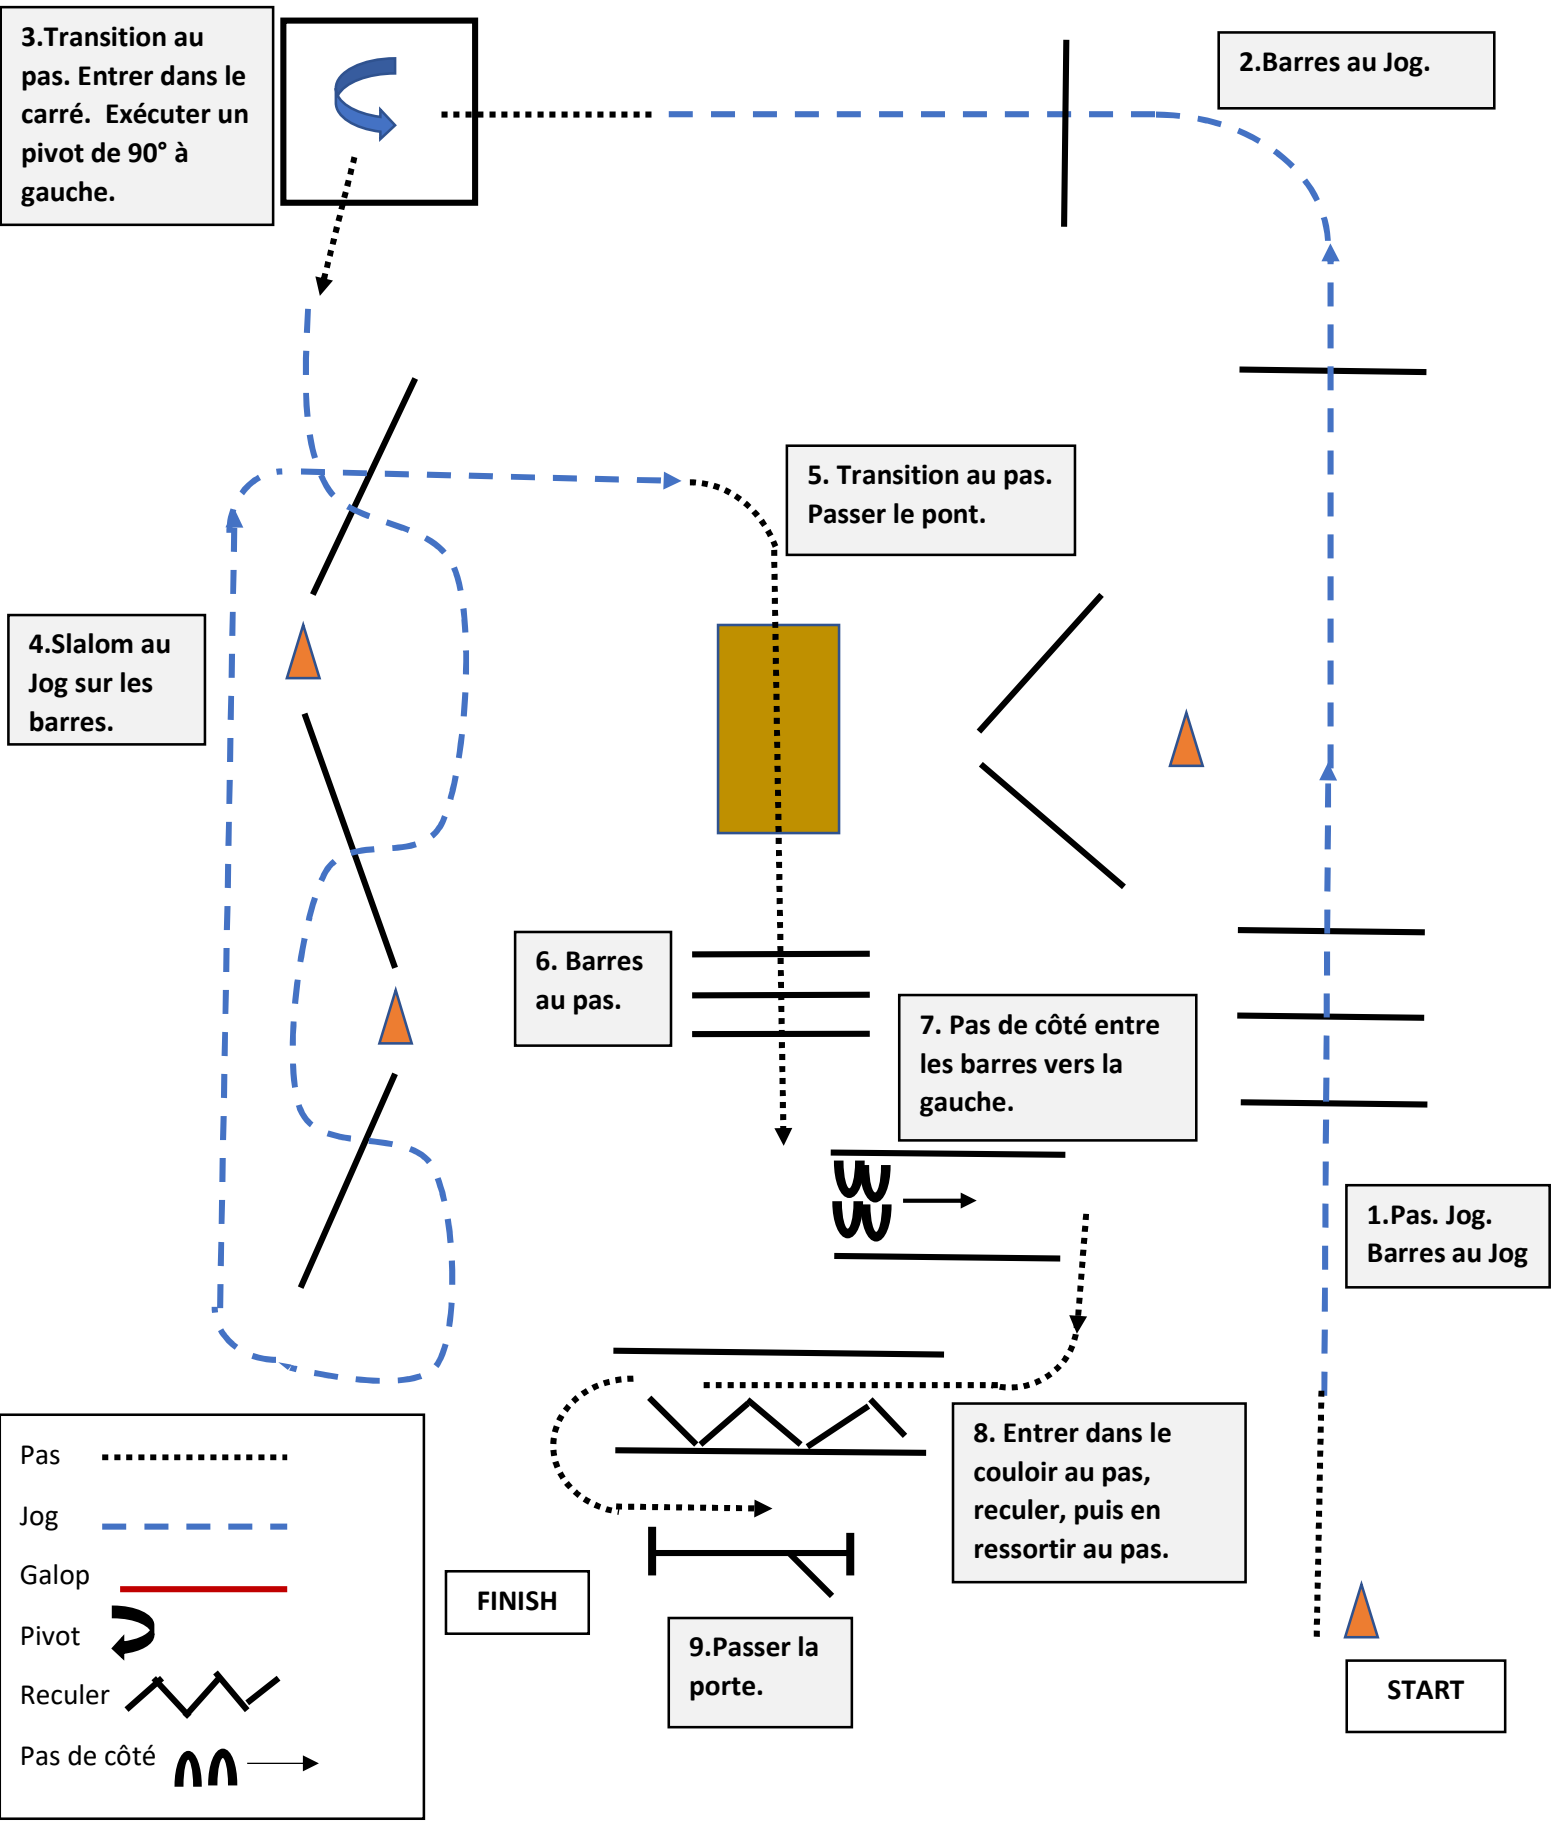 3.Transition au
pas. Entrer dans le
carré. Exécuter un
pivot de 90° à
gauche.
2.Barres au Jog.
5. Transition au pas.
Passer le pont.
4.Slalom au
Jog sur les
barres.
6. Barres
au pas.
7. Pas de côté entre
les barres vers la
gauche.
1.Pas. Jog.
Barres au Jog
8. Entrer dans le
couloir au pas,
reculer, puis en
ressortir au pas.
FINISH
9.Passer la
porte.
START
Pas
Jog
Galop
Pivot
Reculer
Pas de côté